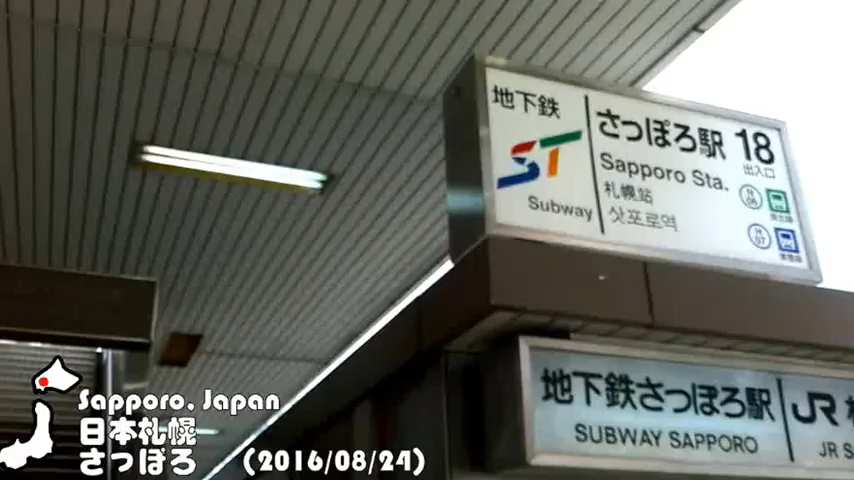 地下鉄
ST
Subway
さっぽろ駅 18
Sapporo Sta. 出入口
札幌站
삿포로역
N
06
H
07
地下鉄さっぽろ駅
SUBWAY SAPPORO
JR
JR S
Sapporo, Japan
日本札幌
さっぽろ (2016/08/24)